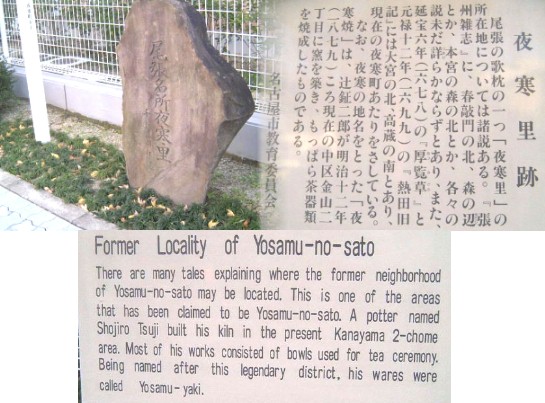 尾張名所夜寒里
夜寒里跡
尾張の歌枕の一つ「夜寒里」の
所在地については諸説ある。『張
州雑志』に、春敲門の北、森の辺
とか、本宮の森の北とか、各々の
説未だ詳らかならずとあり、また、
延宝六年(一六七八)の『厚覧草』と
元禄十二年(一六九九)の『熱田旧
記』には大宮の北、高蔵の南とあり、
現在の夜寒町あたりをさしている。
なお、夜寒の地名をとった「夜
寒焼」は、辻鉦二郎が明治十二年
(一八七九)ころ現在の中区金山二
丁目に窯を築き、もっぱら茶器類
を焼成したものである。
名古屋市教育委員会
Former Locality of Yosamu-no-sato
There are many tales explaining where the former neighborhood
of Yosamu-no-sato may be located. This is one of the areas
that has been claimed to be Yosamu-no-sato. A potter named
Shojiro Tsuji built his kiln in the present Kanayama 2-chome
area. Most of his works consisted of bowls used for tea ceremony.
Being named after this legendary district, his wares were
called Yosamu-yaki.